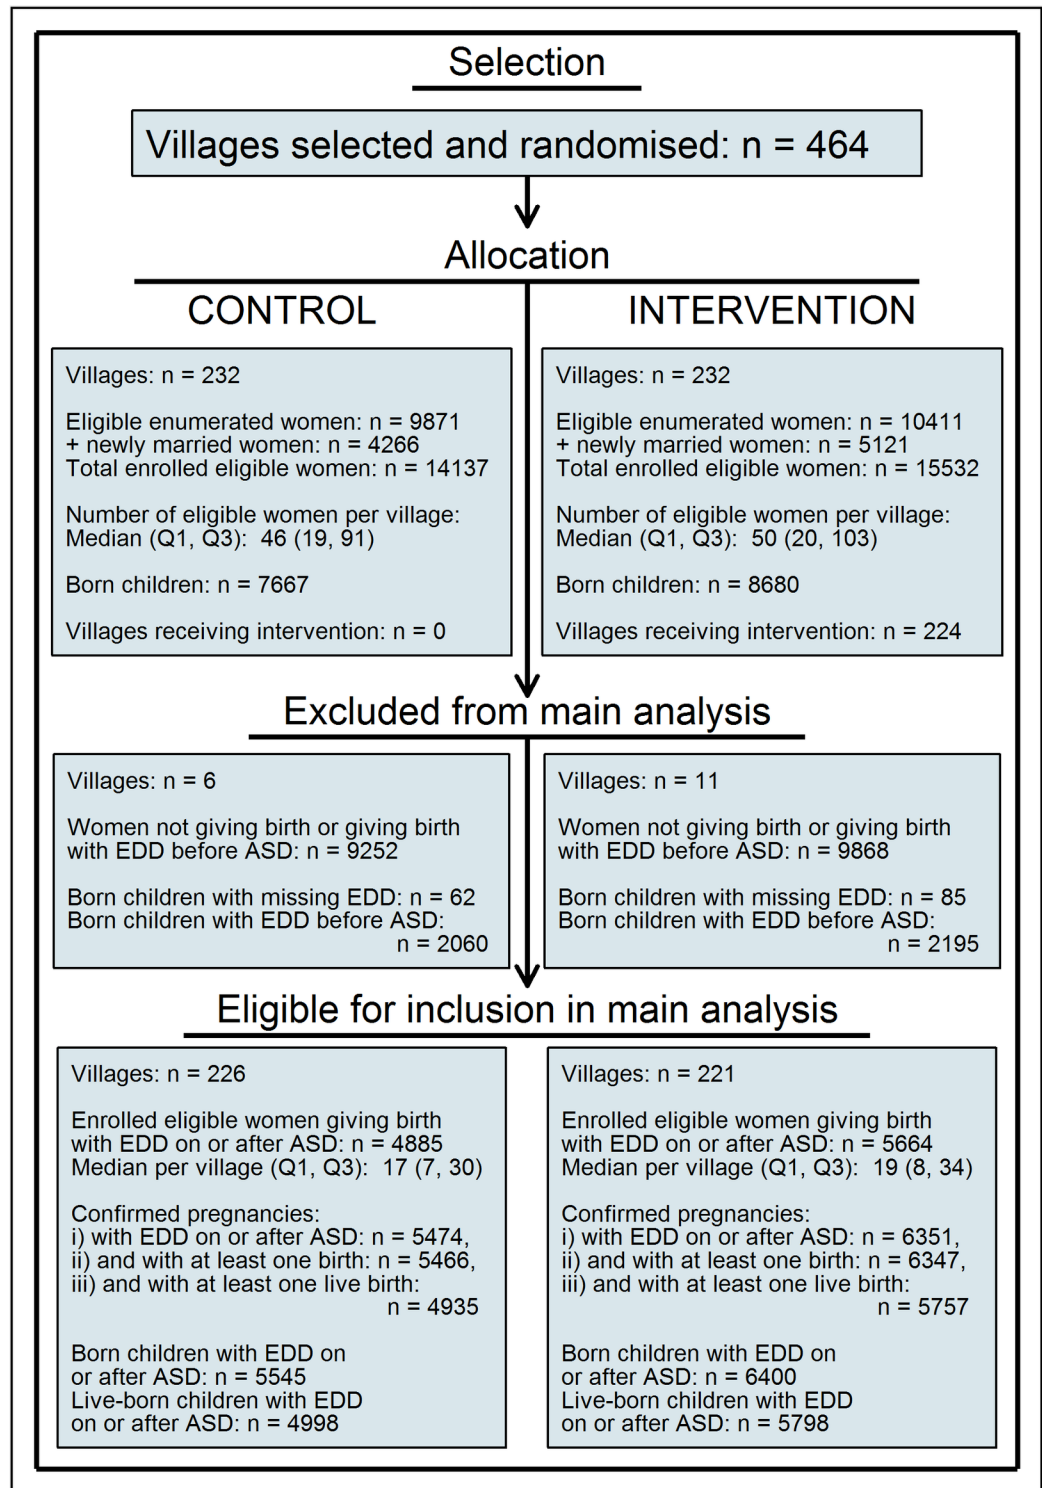 Selection
Villages selected and randomised: n = 464
Allocation
CONTROL
Villages: n = 232
Eligible enumerated women: n = 9871
+ newly married women: n = 4266
Total enrolled eligible women: n = 14137
Number of eligible women per village:
Median (Q1, Q3):  46 (19, 91)
Born children: n = 7667
Villages receiving intervention: n = 0
INTERVENTION
Villages: n = 232
Eligible enumerated women: n = 10411
+ newly married women: n = 5121
Total enrolled eligible women: n = 15532
Number of eligible women per village:
Median (Q1, Q3):  50 (20, 103)
Born children: n = 8680
Villages receiving intervention: n = 224
Excluded from main analysis
Villages: n = 6
Women not giving birth or giving birth
with EDD before ASD: n = 9252
Born children with missing EDD: n = 62
Born children with EDD before ASD:
n = 2060
Villages: n = 11
Women not giving birth or giving birth
with EDD before ASD: n = 9868
Born children with missing EDD: n = 85
Born children with EDD before ASD:
n = 2195
Eligible for inclusion in main analysis
Villages: n = 226
Enrolled eligible women giving birth
with EDD on or after ASD: n = 4885
Median per village (Q1, Q3):  17 (7, 30)
Confirmed pregnancies:
i) with EDD on or after ASD: n = 5474,
ii) and with at least one birth: n = 5466,
iii) and with at least one live birth:
n = 4935
Born children with EDD on
or after ASD: n = 5545
Live-born children with EDD
on or after ASD: n = 4998
Villages: n = 221
Enrolled eligible women giving birth
with EDD on or after ASD: n = 5664
Median per village (Q1, Q3):  19 (8, 34)
Confirmed pregnancies:
i) with EDD on or after ASD: n = 6351,
ii) and with at least one birth: n = 6347,
iii) and with at least one live birth:
n = 5757
Born children with EDD on
or after ASD: n = 6400
Live-born children with EDD
on or after ASD: n = 5798